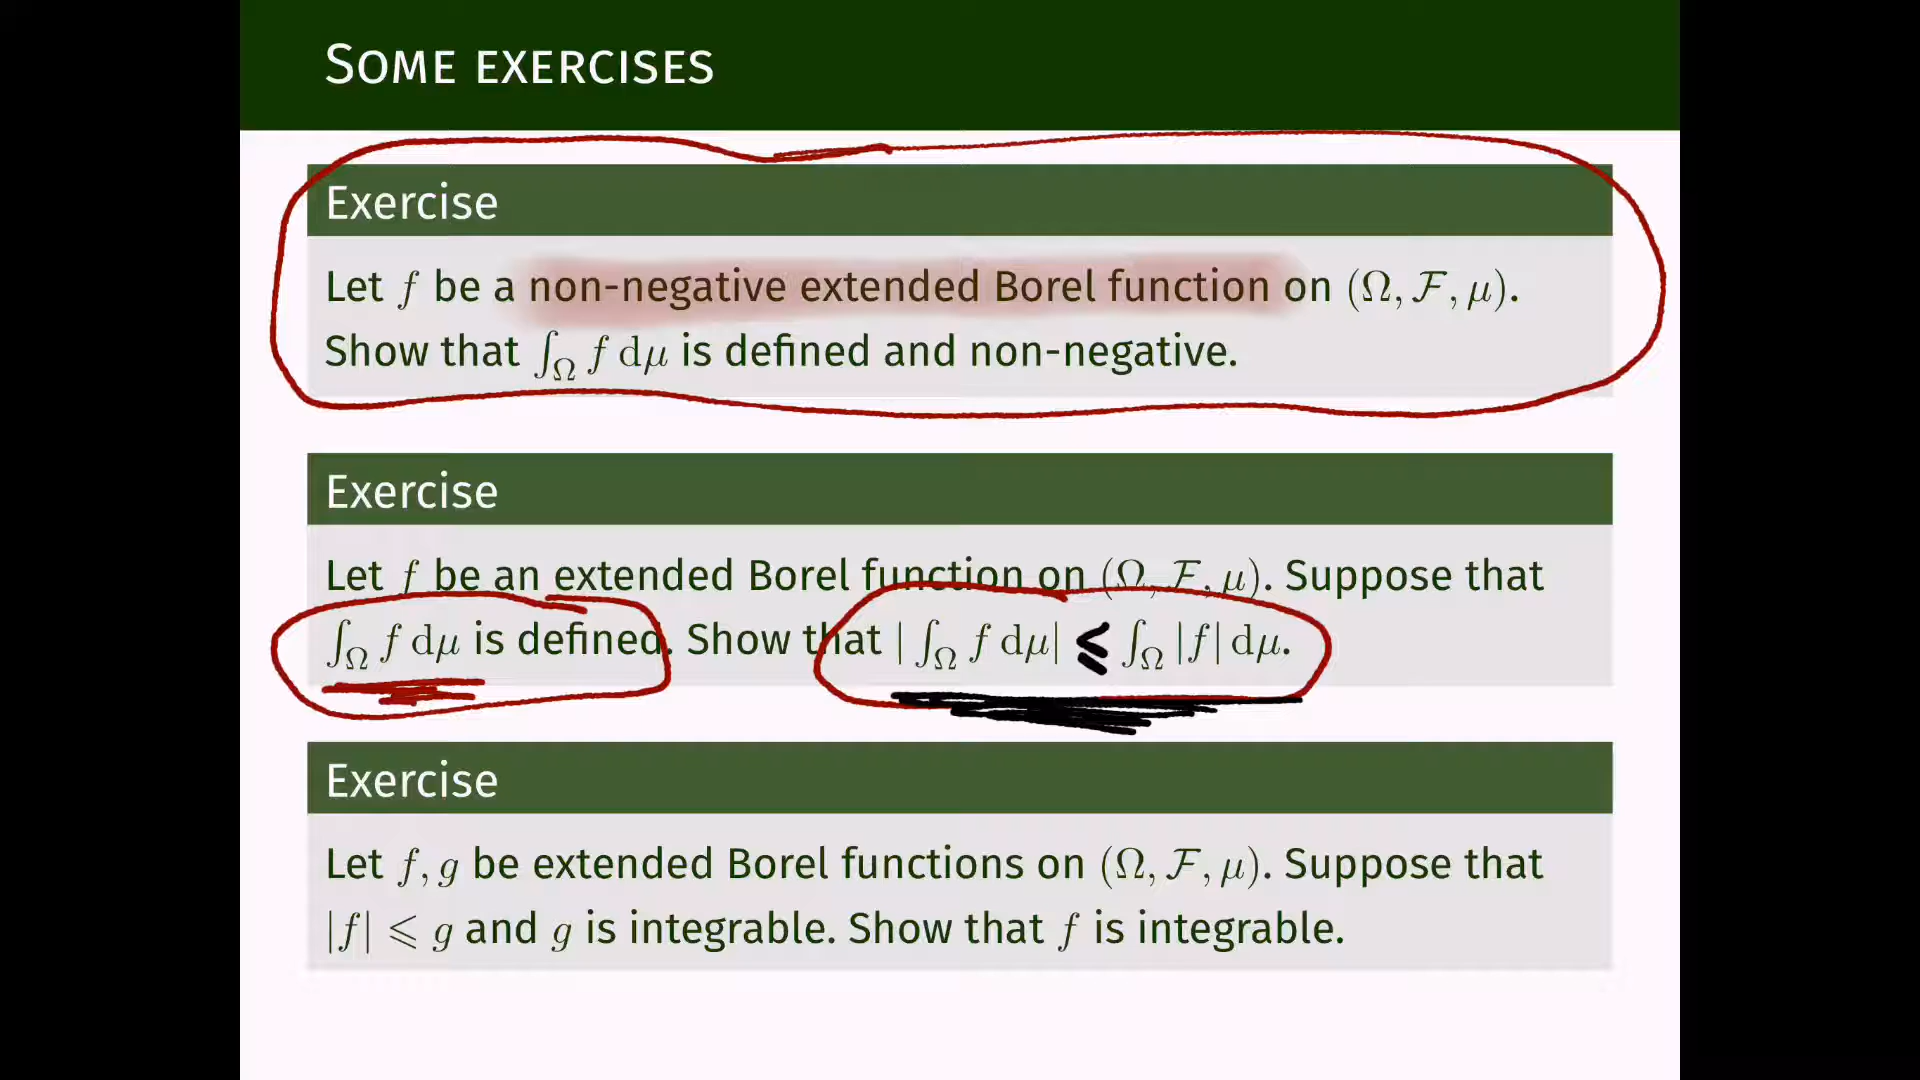 SOME EXERCISES
Exercise
Let f be a non-negative extended Borel function on (Ω, ℱ, μ).
Show that ∫_Ω f dμ is defined and non-negative.
Exercise
Let f be an extended Borel function on (Ω, ℱ, μ). Suppose that
∫_Ω f dμ is defined. Show that |∫_Ω f dμ| ⩽ ∫_Ω |f| dμ.
Exercise
Let f, g be extended Borel functions on (Ω, ℱ, μ). Suppose that
|f| ⩽ g and g is integrable. Show that f is integrable.